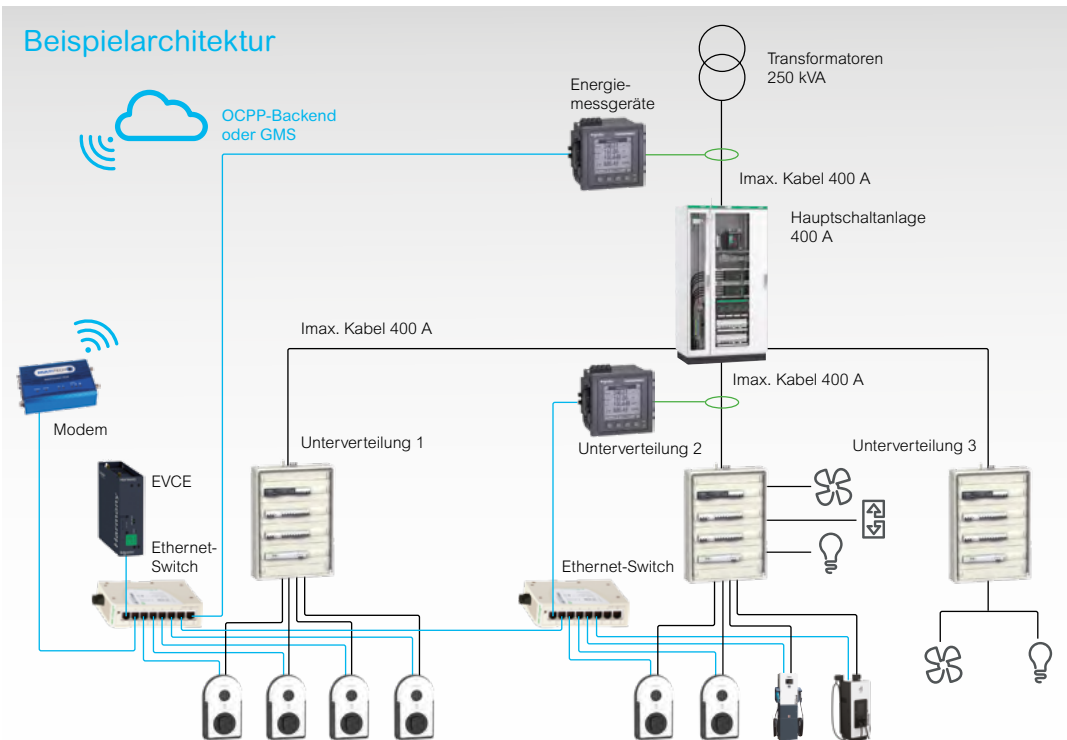 Beispielarchitektur
Transformatoren
250 kVA
Energie-
messgeräte
OCPP-Backend
oder GMS
Imax. Kabel 400 A
Hauptschaltanlage
400 A
Imax. Kabel 400 A
Imax. Kabel 400 A
Modem
Unterverteilung 1
Unterverteilung 2
Unterverteilung 3
EVCE
Ethernet-
Switch
Ethernet-Switch